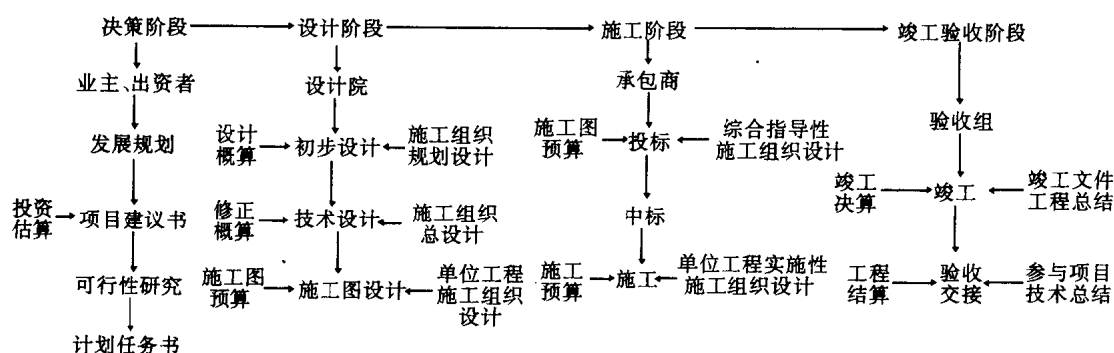 决策阶段
设计阶段
施工阶段
竣工验收阶段
业主、出资者
设计院
承包商
验收组
发展规划
设计
概算
初步设计
施工组织
规划设计
施工图
预算
投标
综合指导性
施工组织设计
竣工
决算
竣工
竣工文件
工程总结
投资
估算
项目建议书
修正
概算
技术设计
施工组织
总设计
中标
可行性研究
施工图
预算
施工图设计
单位工程
施工组织
设计
施工
预算
施工
单位工程实施性
施工组织设计
工程
结算
验收
交接
参与项目
技术总结
计划任务书